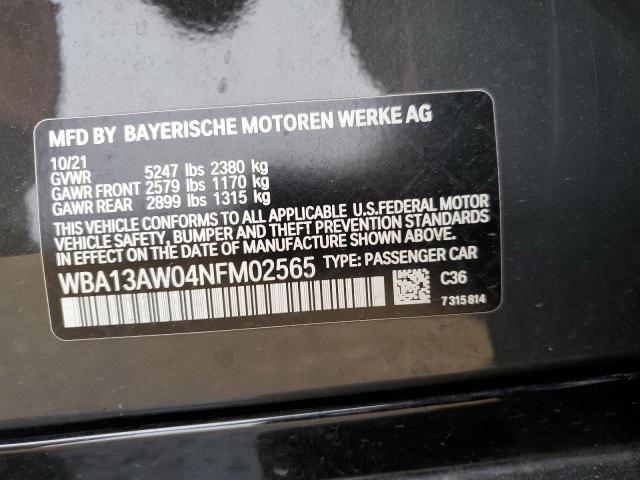 MFD BY BAYERISCHE MOTOREN WERKE AG
10/21
GVWR 5247 lbs 2380 kg
GAWR FRONT 2579 lbs 1170 kg
GAWR REAR 2899 lbs 1315 kg
THIS VEHICLE CONFORMS TO ALL APPLICABLE U.S.FEDERAL MOTOR
VEHICLE SAFETY, BUMPER AND THEFT PREVENTION STANDARDS
IN EFFECT ON DATE OF MANUFACTURE SHOWN ABOVE.
WBA13AW04NFM02565 TYPE: PASSENGER CAR
C36
7315814